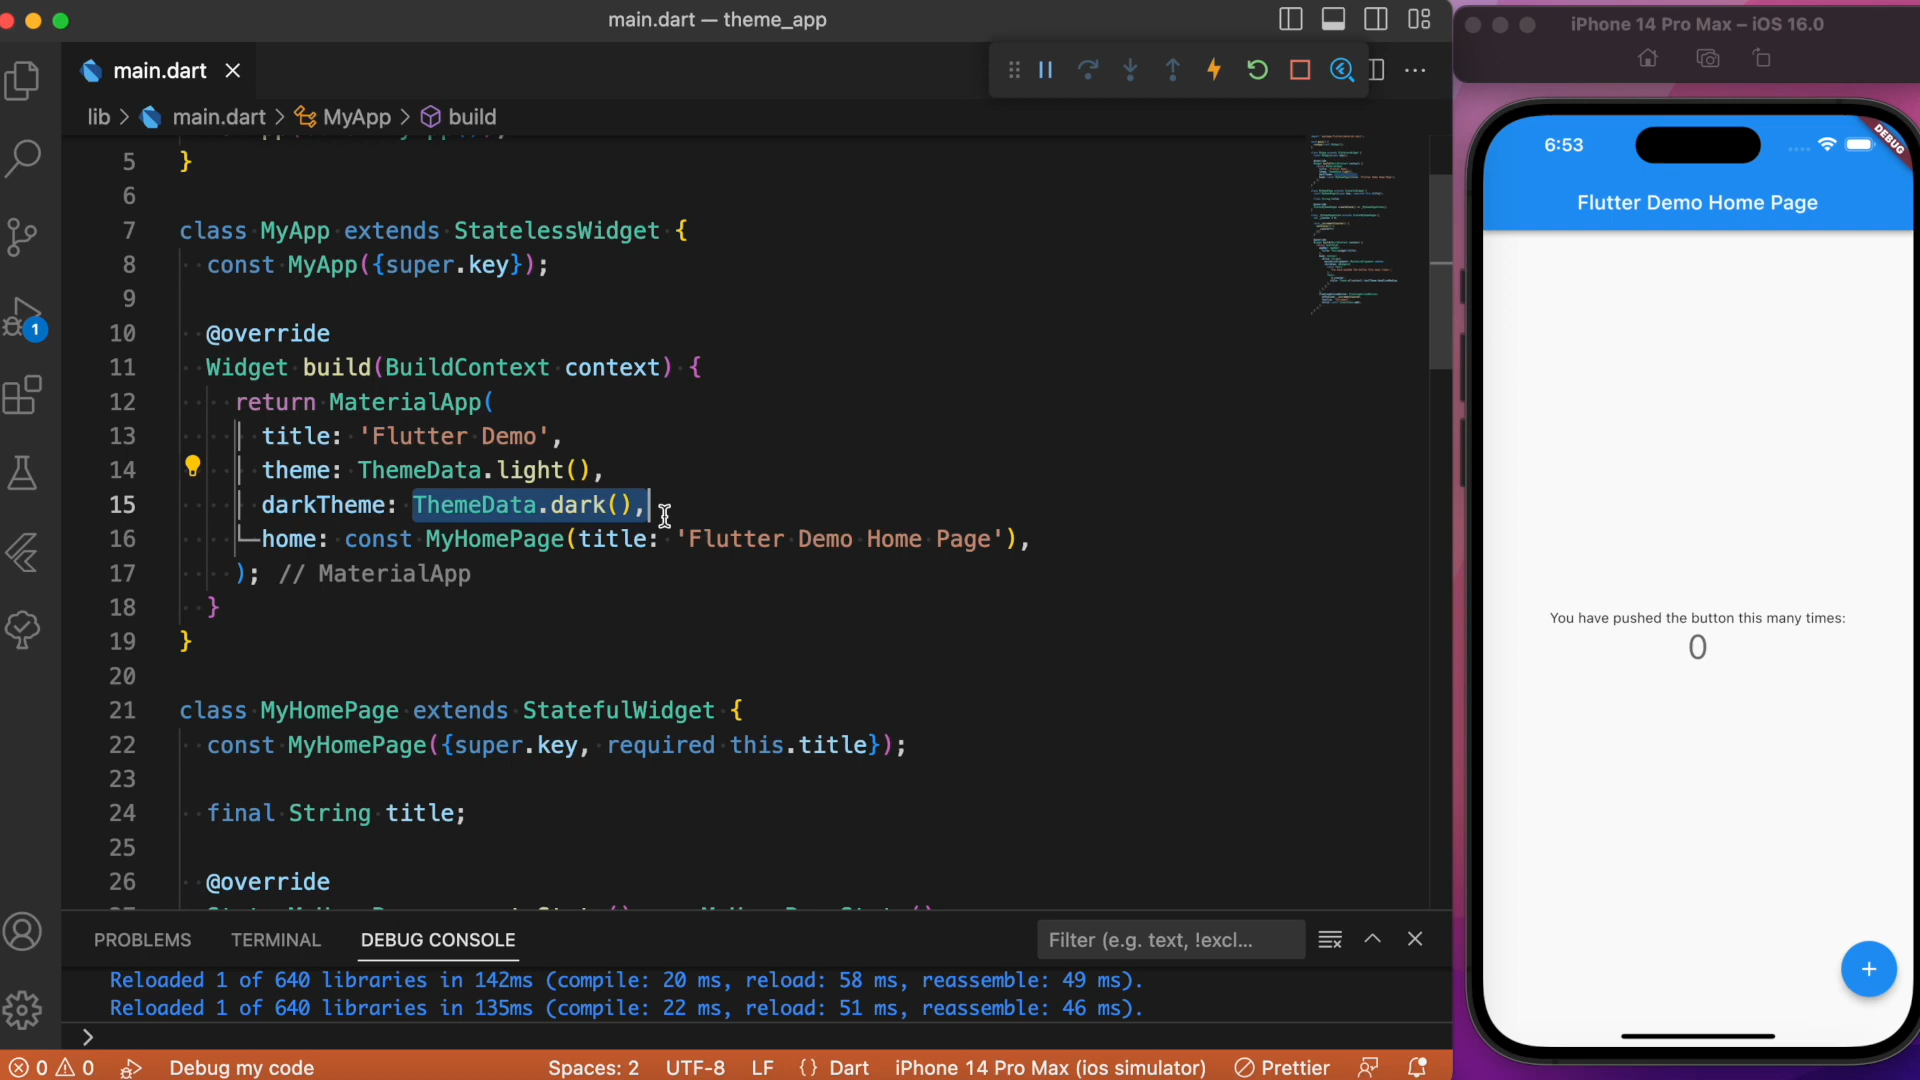 main.dart — theme_app
main.dart
lib > main.dart > MyApp > build
5 }
6
7 class MyApp extends StatelessWidget {
8 const MyApp({super.key});
9
10 @override
11 Widget build(BuildContext context) {
12 return MaterialApp(
13 title: 'Flutter Demo',
14 theme: ThemeData.light(),
15 darkTheme: ThemeData.dark(),
16 home: const MyHomePage(title: 'Flutter Demo Home Page'),
17 ); // MaterialApp
18 }
19 }
20
21 class MyHomePage extends StatefulWidget {
22 const MyHomePage({super.key, required this.title});
23
24 final String title;
25
26 @override
1
PROBLEMS TERMINAL DEBUG CONSOLE Filter (e.g. text, !excl...
Reloaded 1 of 640 libraries in 142ms (compile: 20 ms, reload: 58 ms, reassemble: 49 ms).
Reloaded 1 of 640 libraries in 135ms (compile: 22 ms, reload: 51 ms, reassemble: 46 ms).
>
0 0 Debug my code Spaces: 2 UTF-8 LF {} Dart iPhone 14 Pro Max (ios simulator) Prettier
iPhone 14 Pro Max – iOS 16.0
6:53
DEBUG
Flutter Demo Home Page
You have pushed the button this many times:
0
+